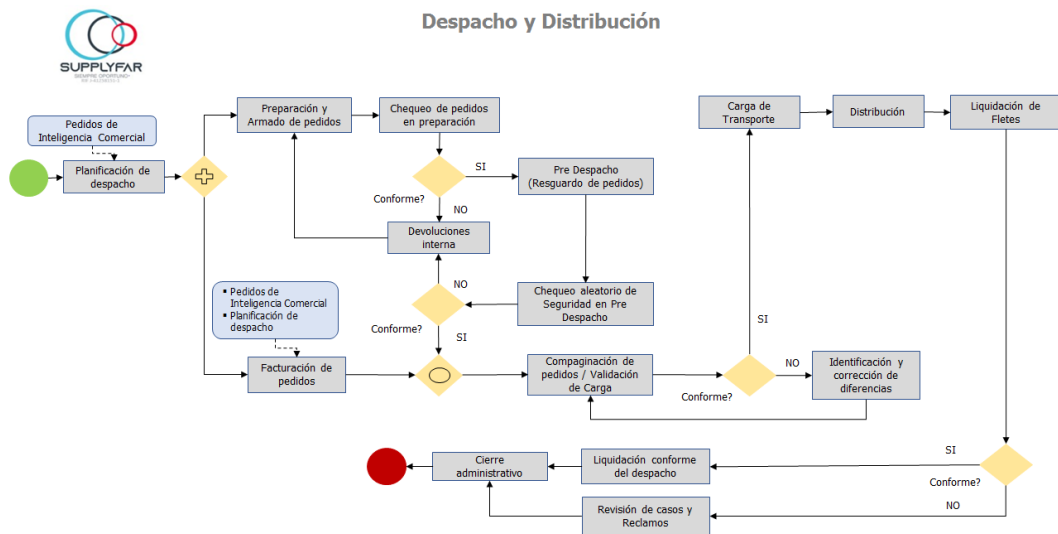 Despacho y Distribución
SUPPLYFAR
Preparación y
Armado de pedidos
Chequeo de pedidos
en preparación
Carga de
Transporte
Distribución
Liquidación de
Fletes
Pedidos de
Inteligencia Comercial
Planificación de
despacho
SI
Pre Despacho
(Resguardo de pedidos)
Conforme?
NO
Devoluciones
interna
▪ Pedidos de
Inteligencia Comercial
▪ Planificación de
despacho
NO
Chequeo aleatorio de
Seguridad en Pre
Despacho
Conforme?
SI
SI
Facturación de
pedidos
Compaginación de
pedidos / Validación
de Carga
Conforme?
NO
Identificación y
corrección de
diferencias
Cierre
administrativo
Liquidación conforme
del despacho
SI
Conforme?
Revisión de casos y
Reclamos
NO